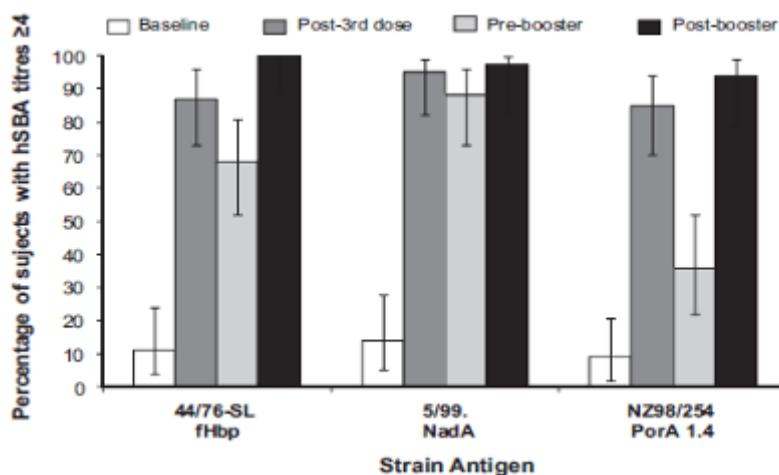 Baseline Post-3rd dose Pre-booster Post-booster
Percentage of sujects with hSBA titres ≥4
100
90
80
70
60
50
40
30
20
10
0
44/76-SL 5/99. NZ98/254
fHbp NadA PorA 1.4
Strain Antigen